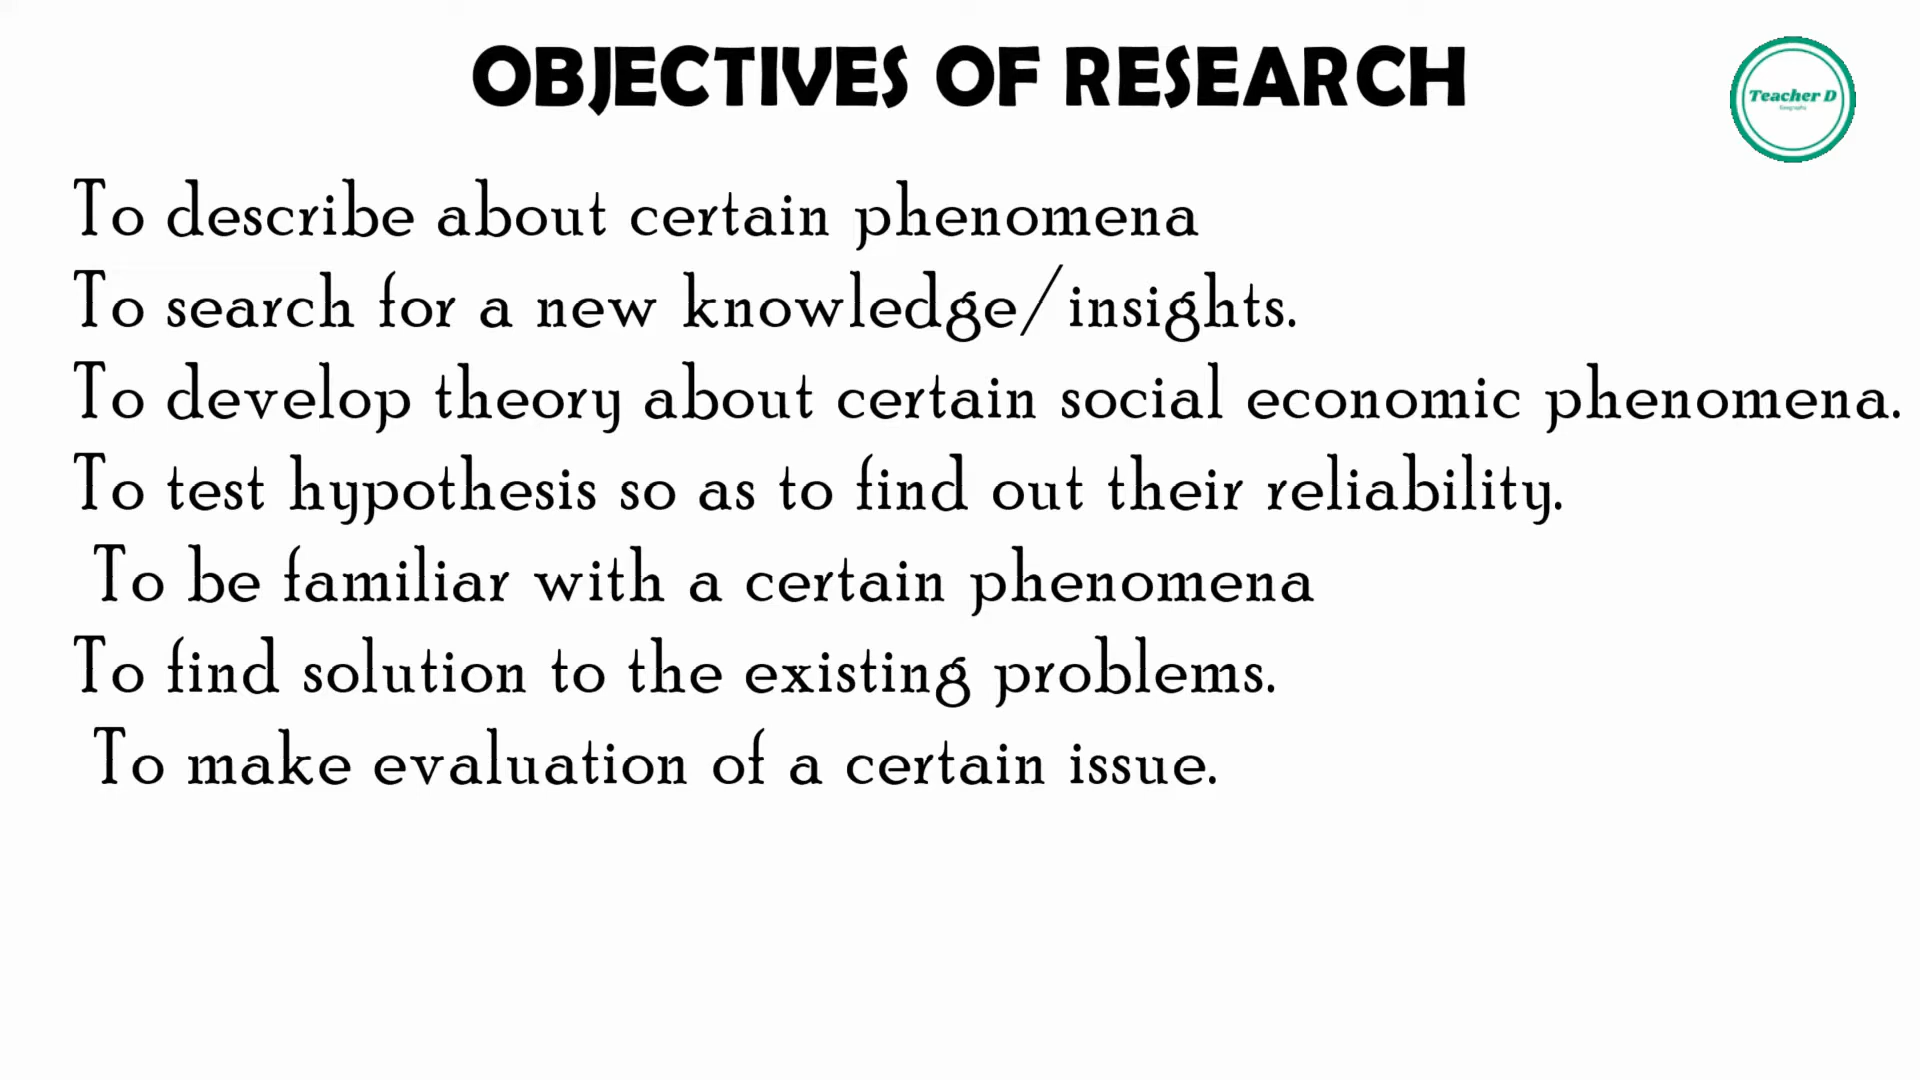 OBJECTIVES OF RESEARCH
Teacher D
To describe about certain phenomena
To search for a new knowledge/insights.
To develop theory about certain social economic phenomena.
To test hypothesis so as to find out their reliability.
To be familiar with a certain phenomena
To find solution to the existing problems.
To make evaluation of a certain issue.